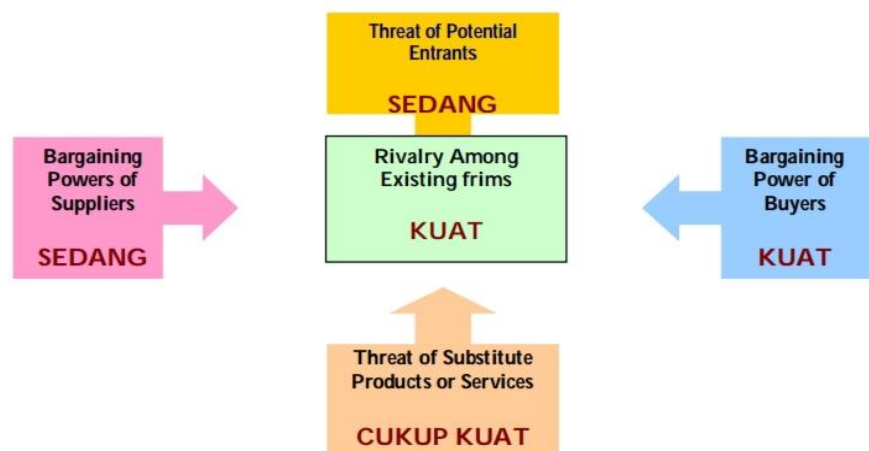 Threat of Potential
Entrants
SEDANG
Bargaining
Powers of
Suppliers
SEDANG
Rivalry Among
Existing frims
KUAT
Bargaining
Power of
Buyers
KUAT
Threat of Substitute
Products or Services
CUKUP KUAT